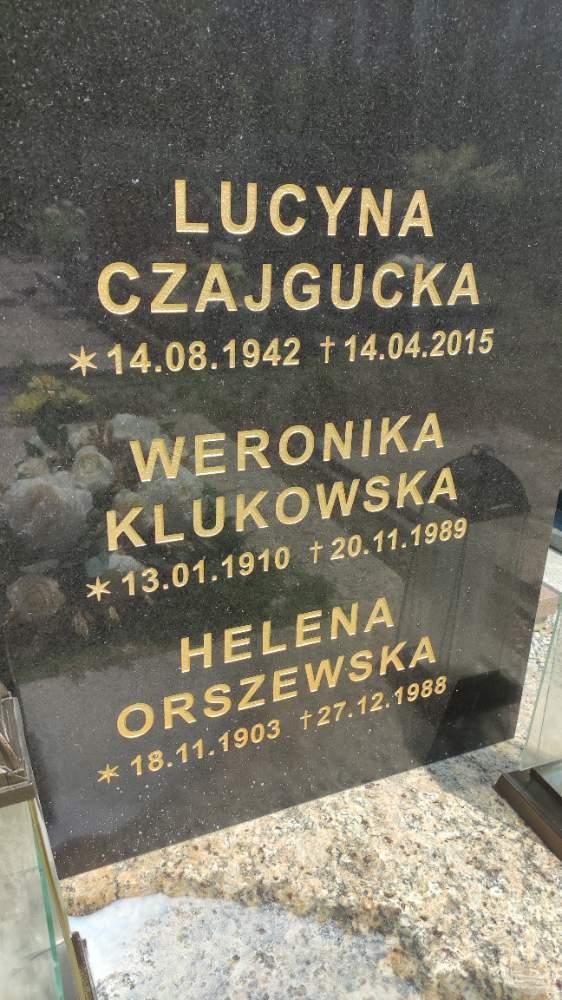 LUCYNA
CZAJGUCKA
✶14.08.1942 †14.04.2015
WERONIKA
KLUKOWSKA
✶13.01.1910 †20.11.1989
HELENA
ORSZEWSKA
✶18.11.1903 †27.12.1988